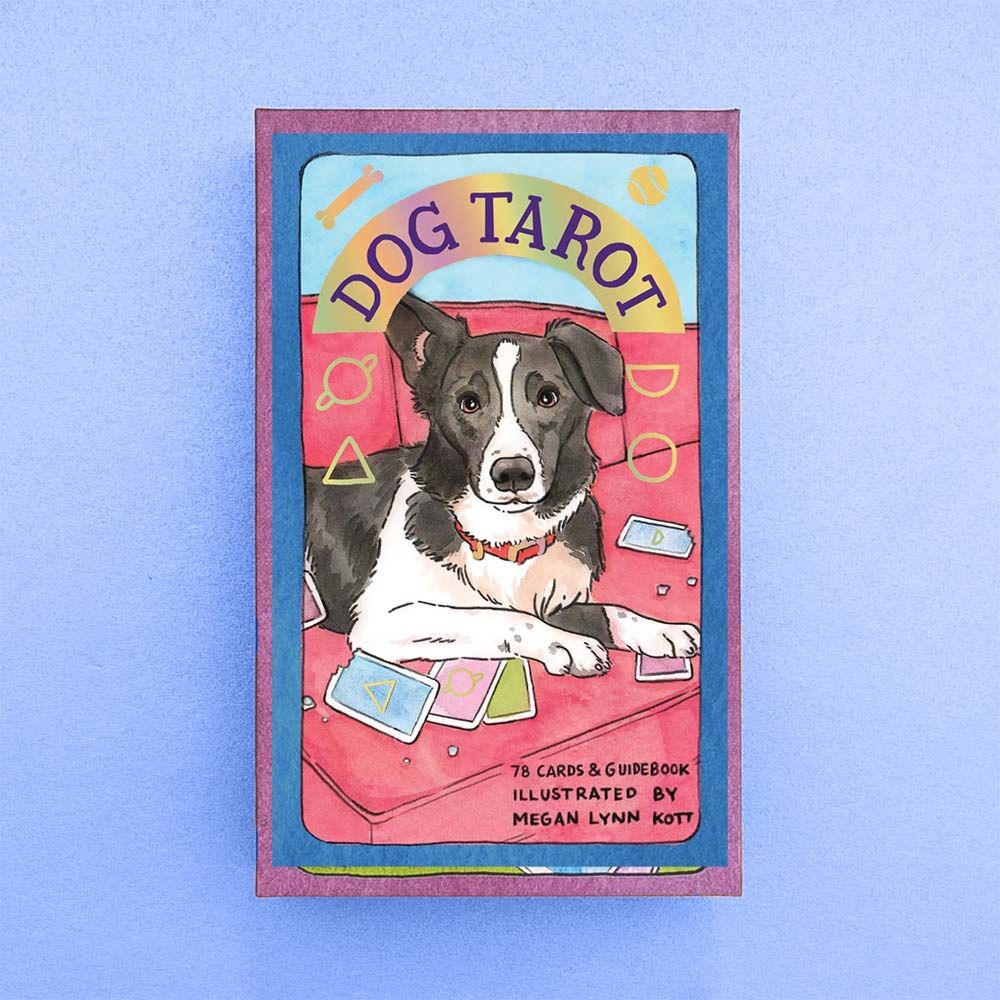 DOG TAROT
78 CARDS & GUIDEBOOK
ILLUSTRATED BY
MEGAN LYNN KOTT